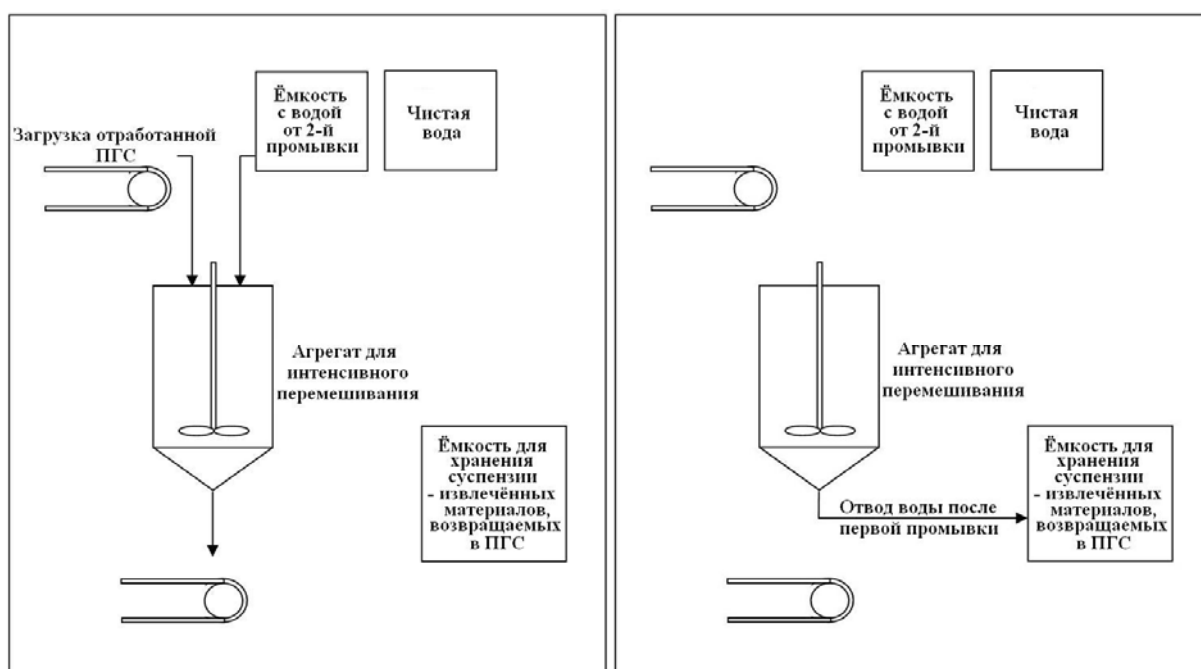 Ёмкость
с водой
от 2-й
промывки
Чистая
вода
Загрузка отработанной
ПГС
Агрегат для
интенсивного
перемешивания
Ёмкость для
хранения
суспензии
- извлечённых
материалов,
возвращаемых
в ПГС
Ёмкость
с водой
от 2-й
промывки
Чистая
вода
Агрегат для
интенсивного
перемешивания
Ёмкость для
хранения
суспензии
- извлечённых
материалов,
возвращаемых
в ПГС
Отвод воды после
первой промывки